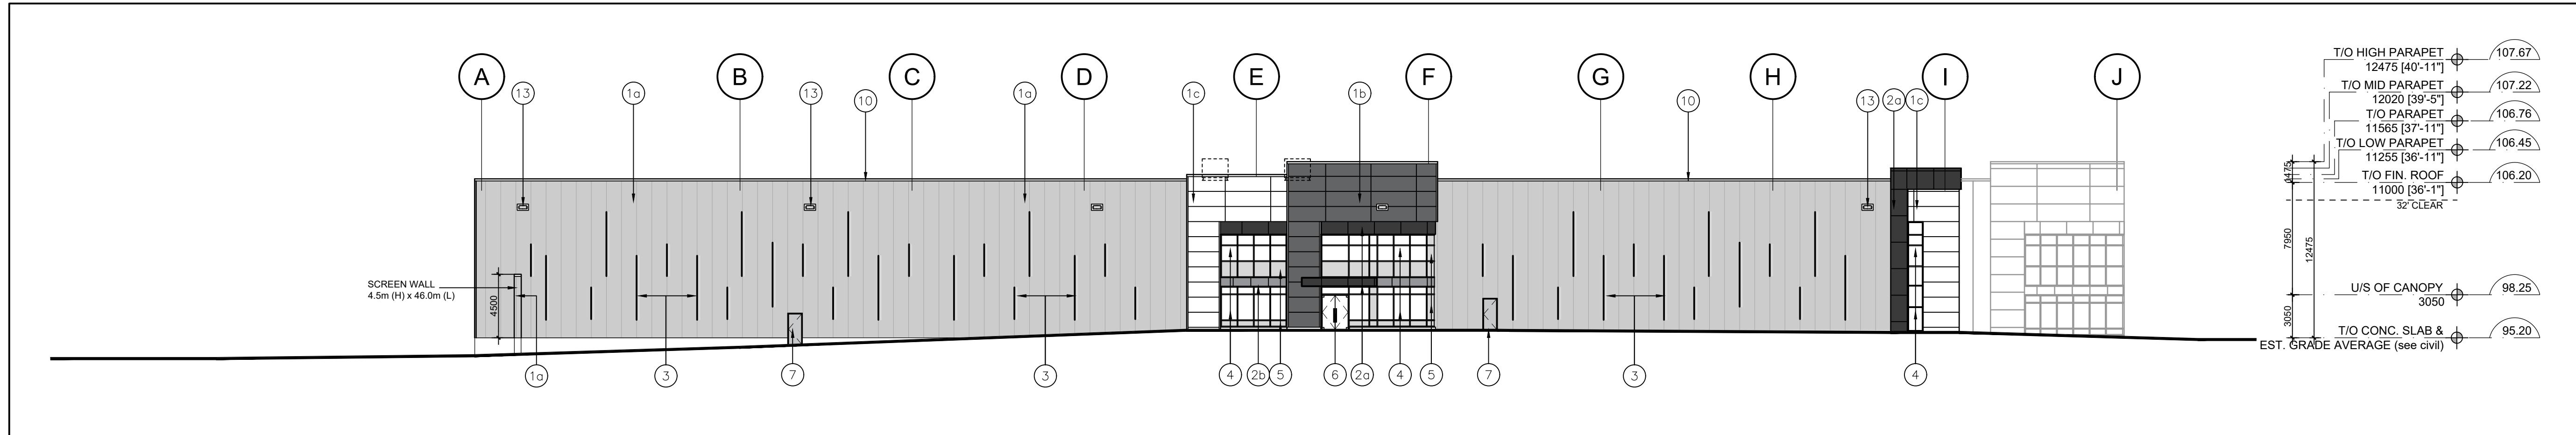 A
B
C
D
E
F
G
H
I
J
13
1a
13
10
1a
1c
1b
10
13
2a
1c
T/O HIGH PARAPET
12475 [40'-11"]
107.67
T/O MID PARAPET
12020 [39'-5"]
107.22
T/O PARAPET
11565 [37'-11"]
106.76
T/O LOW PARAPET
11255 [36'-11"]
106.45
T/O FIN. ROOF
11000 [36'-1"]
106.20
32' CLEAR
1475
7950
12475
3050
U/S OF CANOPY
3050
98.25
T/O CONC. SLAB &
EST. GRADE AVERAGE (see civil)
95.20
SCREEN WALL
4.5m (H) x 46.0m (L)
4500
1a
3
7
3
4
2b
5
6
2a
4
5
7
3
4